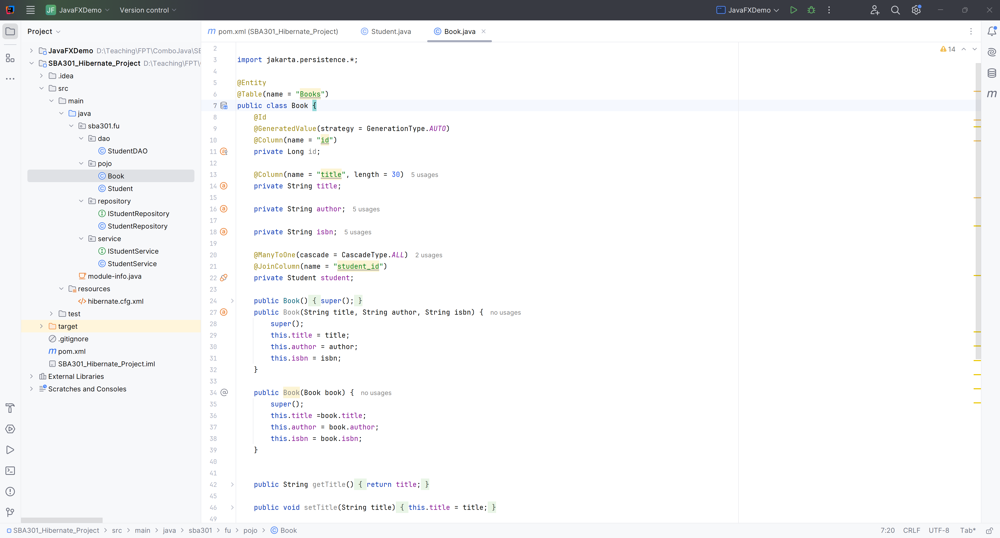 JF JavaFXDemo Version control JavaFXDemo
Project
pom.xml (SBA301_Hibernate_Project) Student.java Book.java
JavaFXDemo D:\Teaching\FPT\ComboJava\SE
SBA301_Hibernate_Project D:\Teaching\FPT\
.idea
src
main
java
sba301.fu
dao
StudentDAO
pojo
Book
Student
repository
IStudentRepository
StudentRepository
service
IStudentService
StudentService
module-info.java
resources
hibernate.cfg.xml
test
target
.gitignore
pom.xml
SBA301_Hibernate_Project.iml
External Libraries
Scratches and Consoles
14
2
3 import jakarta.persistence.*;
4
5 @Entity
6 @Table(name = "Books")
7 public class Book {
8 @Id
9 @GeneratedValue(strategy = GenerationType.AUTO)
10 @Column(name = "id")
11 private Long id;
12
13 @Column(name = "title", length = 30) 5 usages
14 private String title;
15
16 private String author; 5 usages
17
18 private String isbn; 5 usages
19
20 @ManyToOne(cascade = CascadeType.ALL) 2 usages
21 @JoinColumn(name = "student_id")
22 private Student student;
23
24 public Book() { super(); }
27 public Book(String title, String author, String isbn) { no usages
28 super();
29 this.title = title;
30 this.author = author;
31 this.isbn = isbn;
32 }
33
34 public Book(Book book) { no usages
35 super();
36 this.title =book.title;
37 this.author = book.author;
38 this.isbn = book.isbn;
39 }
40
41
42 public String getTitle() { return title; }
45
46 public void setTitle(String title) { this.title = title; }
49
SBA301_Hibernate_Project > src > main > java > sba301 > fu > pojo > Book 7:20 CRLF UTF-8 Tab*